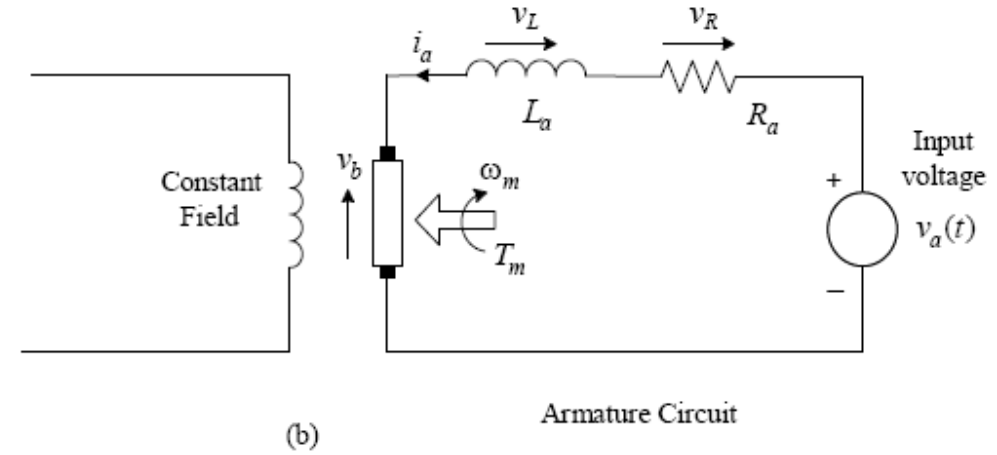 v_L
v_R
i_a
L_a
R_a
Input
voltage
v_a(t)
+
−
v_b
ω_m
T_m
Constant
Field
Armature Circuit
(b)